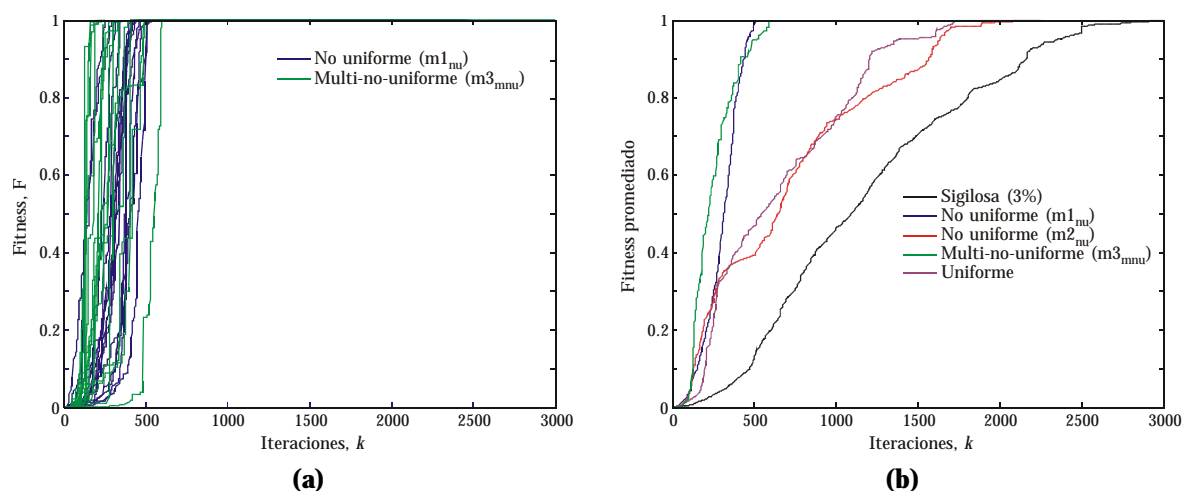 No uniforme (m1nu)
Multi-no-uniforme (m3mnu)
Fitness, F
1
0.8
0.6
0.4
0.2
0
0
500
1000
1500
2000
2500
3000
Iteraciones, k
(a)
Sigilosa (3%)
No uniforme (m1nu)
No uniforme (m2nu)
Multi-no-uniforme (m3mnu)
Uniforme
Fitness promediado
1
0.8
0.6
0.4
0.2
0
0
500
1000
1500
2000
2500
3000
Iteraciones, k
(b)